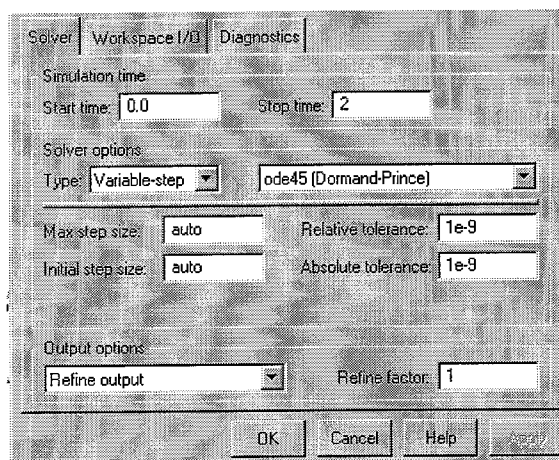 Solver Workspace I/O Diagnostics
Simulation time
Start time: 0.0 Stop time: 2
Solver options
Type: Variable-step ode45 (Dormand-Prince)
Max step size: auto Relative tolerance: 1e-9
Initial step size: auto Absolute tolerance: 1e-9
Output options
Refine output Refine factor: 1
OK Cancel Help Apply